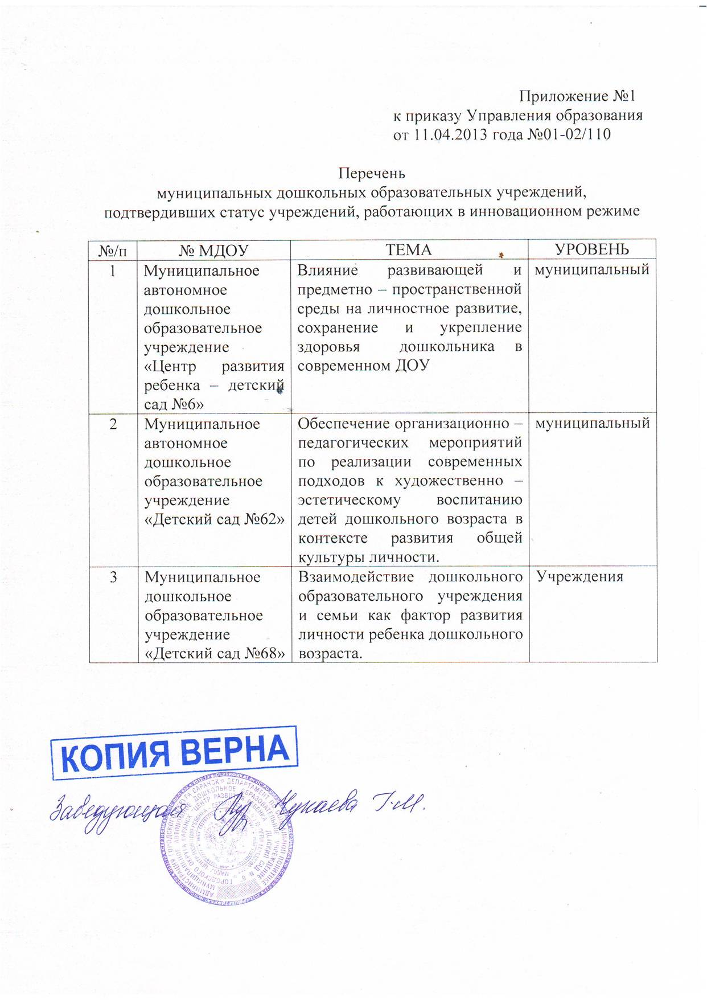 Приложение №1
к приказу Управления образования
от 11.04.2013 года №01-02/110
Перечень
муниципальных дошкольных образовательных учреждений,
подтвердивших статус учреждений, работающих в инновационном режиме
№/п № МДОУ ТЕМА УРОВЕНЬ
1
Муниципальное
автономное
дошкольное
образовательное
учреждение
«Центр развития
ребенка – детский
сад №6»
Влияние развивающей и
предметно – пространственной
среды на личностное развитие,
сохранение и укрепление
здоровья дошкольника в
современном ДОУ
муниципальный
2
Муниципальное
автономное
дошкольное
образовательное
учреждение
«Детский сад №62»
Обеспечение организационно –
педагогических мероприятий
по реализации современных
подходов к художественно –
эстетическому воспитанию
детей дошкольного возраста в
контексте развития общей
культуры личности.
муниципальный
3
Муниципальное
дошкольное
образовательное
учреждение
«Детский сад №68»
Взаимодействие дошкольного
образовательного учреждения
и семьи как фактор развития
личности ребенка дошкольного
возраста.
Учреждения
КОПИЯ ВЕРНА
Заведующая Чукаева Г.М.